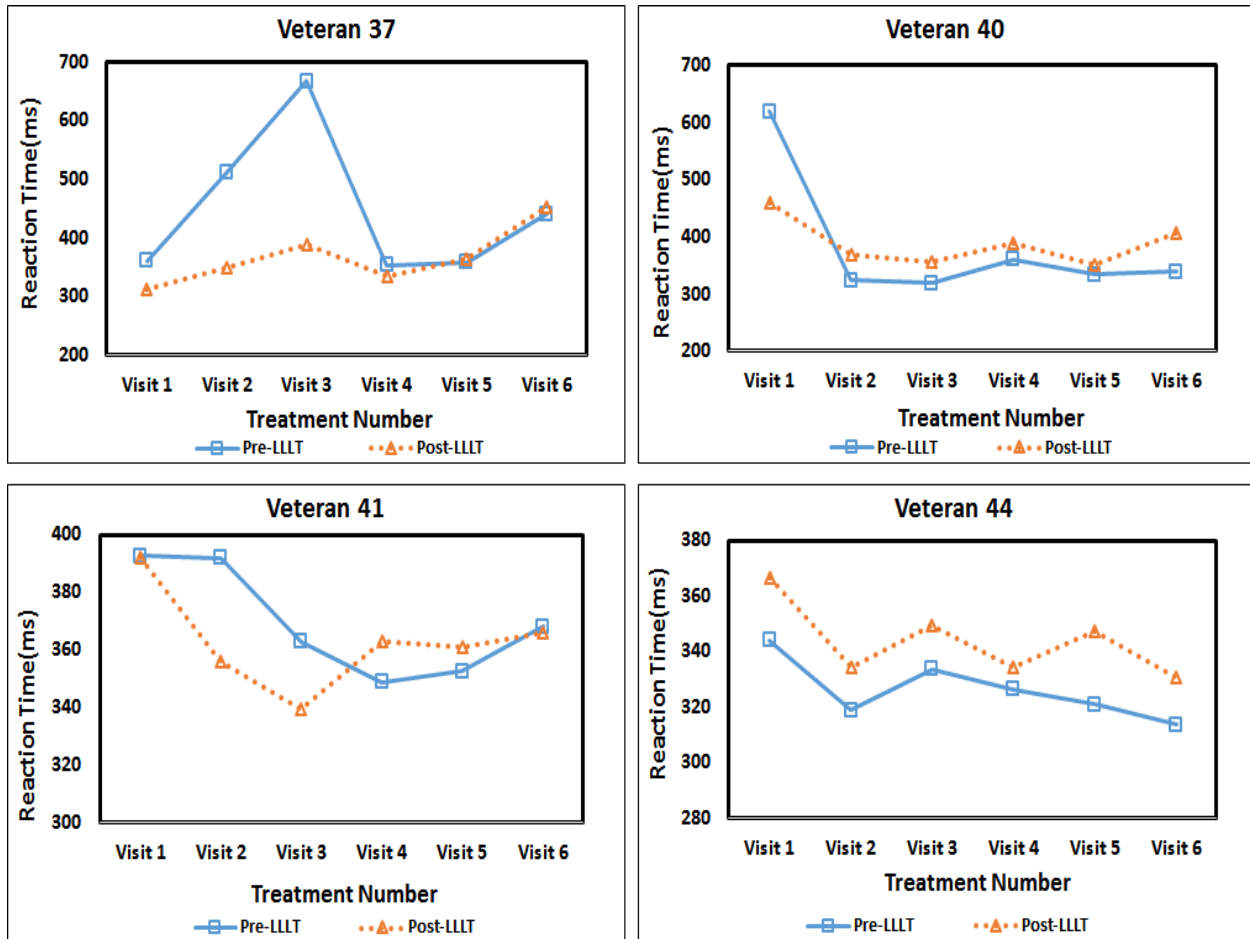 Veteran 37
Reaction Time(ms)
700
600
500
400
300
200
Visit 1 Visit 2 Visit 3 Visit 4 Visit 5 Visit 6
Treatment Number
Pre-LLLT Post-LLLT
Veteran 40
Reaction Time(ms)
700
600
500
400
300
200
Visit 1 Visit 2 Visit 3 Visit 4 Visit 5 Visit 6
Treatment Number
Pre-LLLT Post-LLLT
Veteran 41
Reaction Time(ms)
400
380
360
340
320
300
Visit 1 Visit 2 Visit 3 Visit 4 Visit 5 Visit 6
Treatment Number
Pre-LLLT Post-LLLT
Veteran 44
Reaction Time(ms)
380
360
340
320
300
280
Visit 1 Visit 2 Visit 3 Visit 4 Visit 5 Visit 6
Treatment Number
Pre-LLLT Post-LLLT